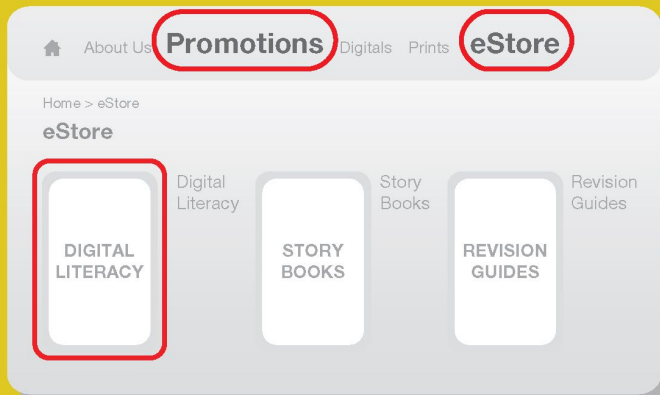 About Us Promotions Digitals Prints eStore
Home > eStore
eStore
Digital
Literacy
Story
Books
Revision
Guides
DIGITAL
LITERACY
STORY
BOOKS
REVISION
GUIDES